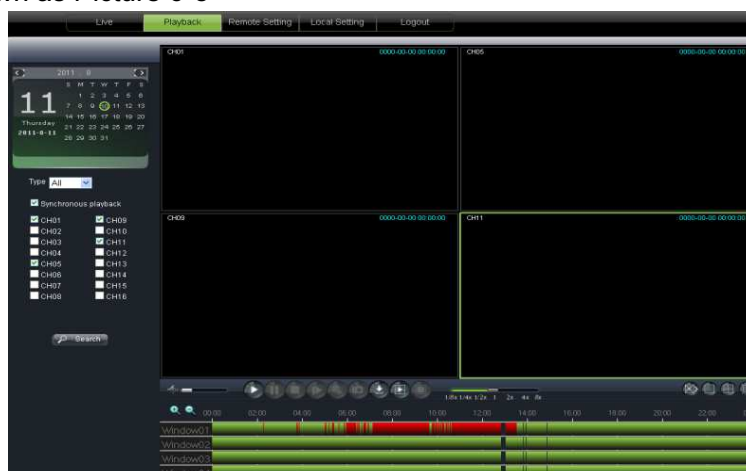 Live Playback Remote Setting Local Setting Logout
CH01 0000-00-00 00:00:00 CH05 0000-00-00 00:00:00
2011 . 8
S M T W T F S
1 2 3 4 5 6
7 8 9 10 11 12 13
14 15 16 17 18 19 20
21 22 23 24 25 26 27
28 29 30 31
11
Thursday
2011-8-11
Type All
Synchronous playback
CH01 CH09
CH02 CH10
CH03 CH11
CH04 CH12
CH05 CH13
CH06 CH14
CH07 CH15
CH08 CH16
Search
CH09 0000-00-00 00:00:00 CH11 0000-00-00 00:00:00
1/8x 1/4x 1/2x 1 2x 4x 8x
00:00 02:00 04:00 06:00 08:00 10:00 12:00 14:00 16:00 18:00 20:00 22:00
Window01
Window02
Window03